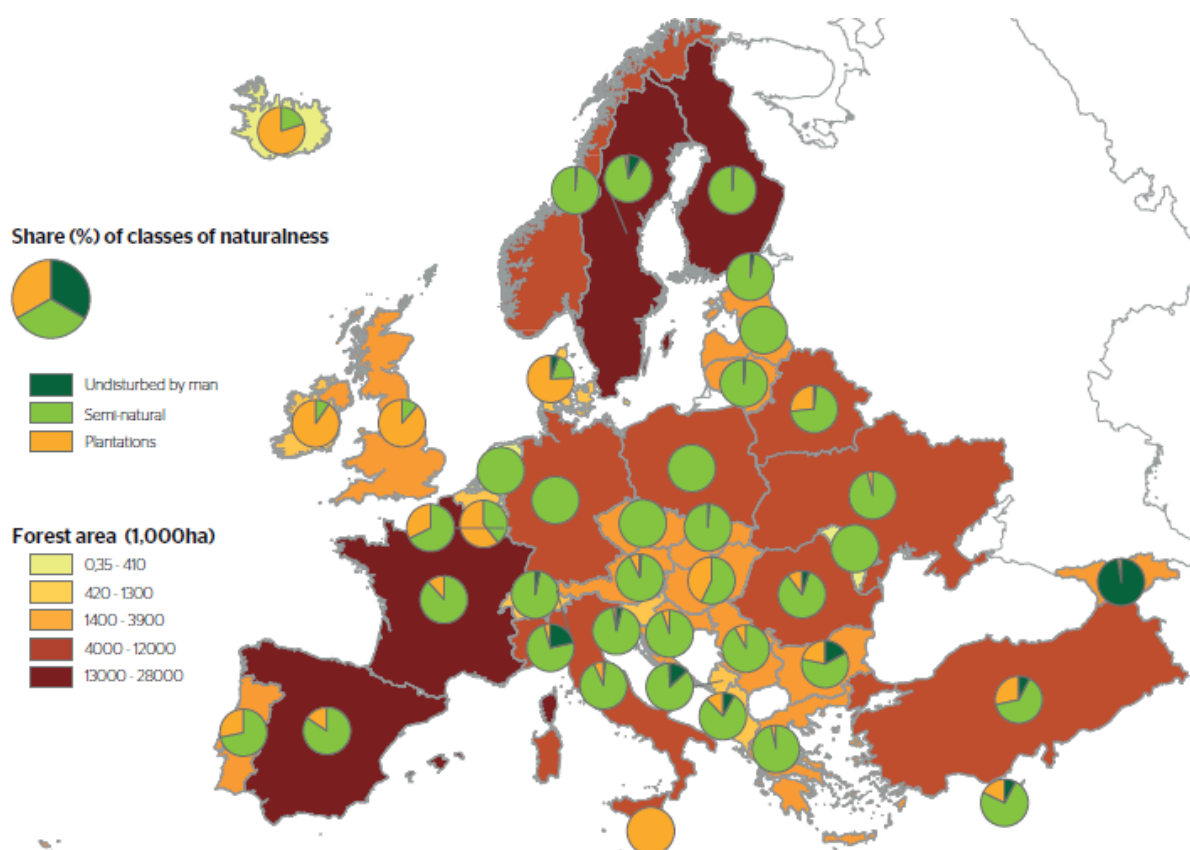 Share (%) of classes of naturalness
Undisturbed by man
Semi-natural
Plantations
Forest area (1,000ha)
0,35 - 410
420 - 1300
1400 - 3900
4000 - 12000
13000 - 28000